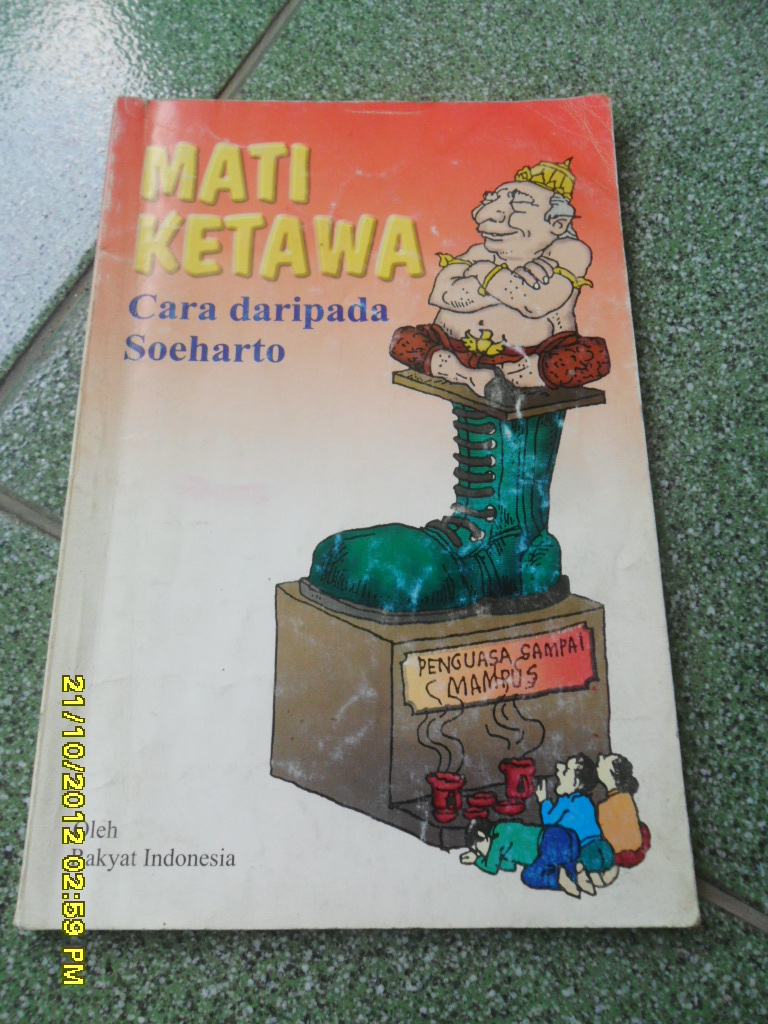 MATI
KETAWA
Cara daripada
Soeharto
PENGUASA SAMPAI
MAMPUS
Oleh
Rakyat Indonesia
21/10/2012 02:59 PM